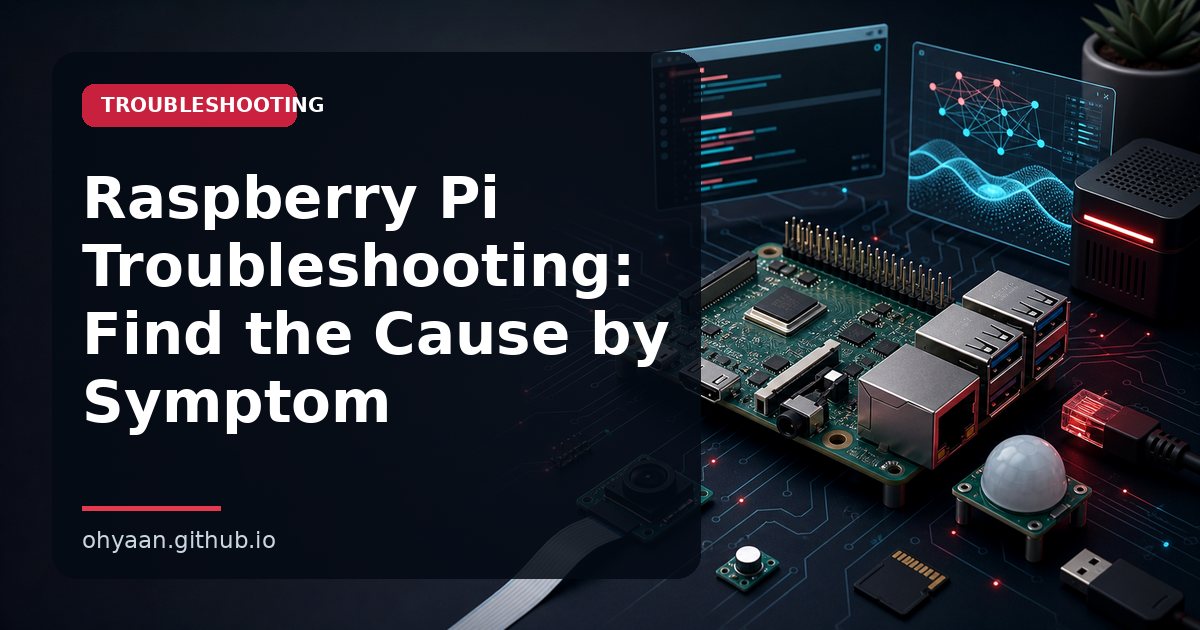 TROUBLESHOOTING
Raspberry Pi
Troubleshooting:
Find the Cause by
Symptom
ohyaan.github.io